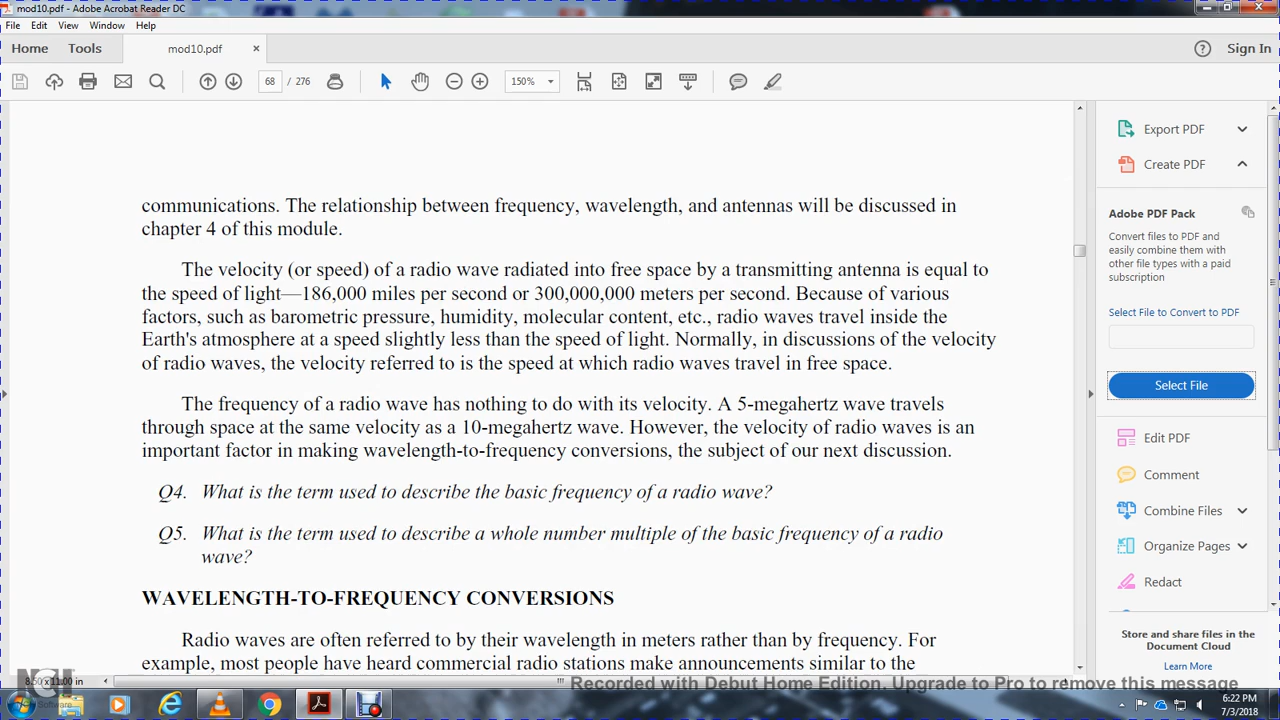 mod10.pdf - Adobe Acrobat Reader DC
File Edit View Window Help
Home Tools mod10.pdf × Sign In
68 / 276 150%
communications. The relationship between frequency, wavelength, and antennas will be discussed in
chapter 4 of this module.
The velocity (or speed) of a radio wave radiated into free space by a transmitting antenna is equal to
the speed of light—186,000 miles per second or 300,000,000 meters per second. Because of various
factors, such as barometric pressure, humidity, molecular content, etc., radio waves travel inside the
Earth's atmosphere at a speed slightly less than the speed of light. Normally, in discussions of the velocity
of radio waves, the velocity referred to is the speed at which radio waves travel in free space.
The frequency of a radio wave has nothing to do with its velocity. A 5-megahertz wave travels
through space at the same velocity as a 10-megahertz wave. However, the velocity of radio waves is an
important factor in making wavelength-to-frequency conversions, the subject of our next discussion.
Q4. What is the term used to describe the basic frequency of a radio wave?
Q5. What is the term used to describe a whole number multiple of the basic frequency of a radio
wave?
WAVELENGTH-TO-FREQUENCY CONVERSIONS
Radio waves are often referred to by their wavelength in meters rather than by frequency. For
example, most people have heard commercial radio stations make announcements similar to the
8.50 x 11.00 in
Export PDF
Create PDF
Adobe PDF Pack
Convert files to PDF and
easily combine them with
other file types with a paid
subscription
Select File to Convert to PDF
Select File
Edit PDF
Comment
Combine Files
Organize Pages
Redact
Store and share files in the
Document Cloud
Learn More
NCH
Software
Recorded with Debut Home Edition. Upgrade to Pro to remove this message
6:22 PM
7/3/2018